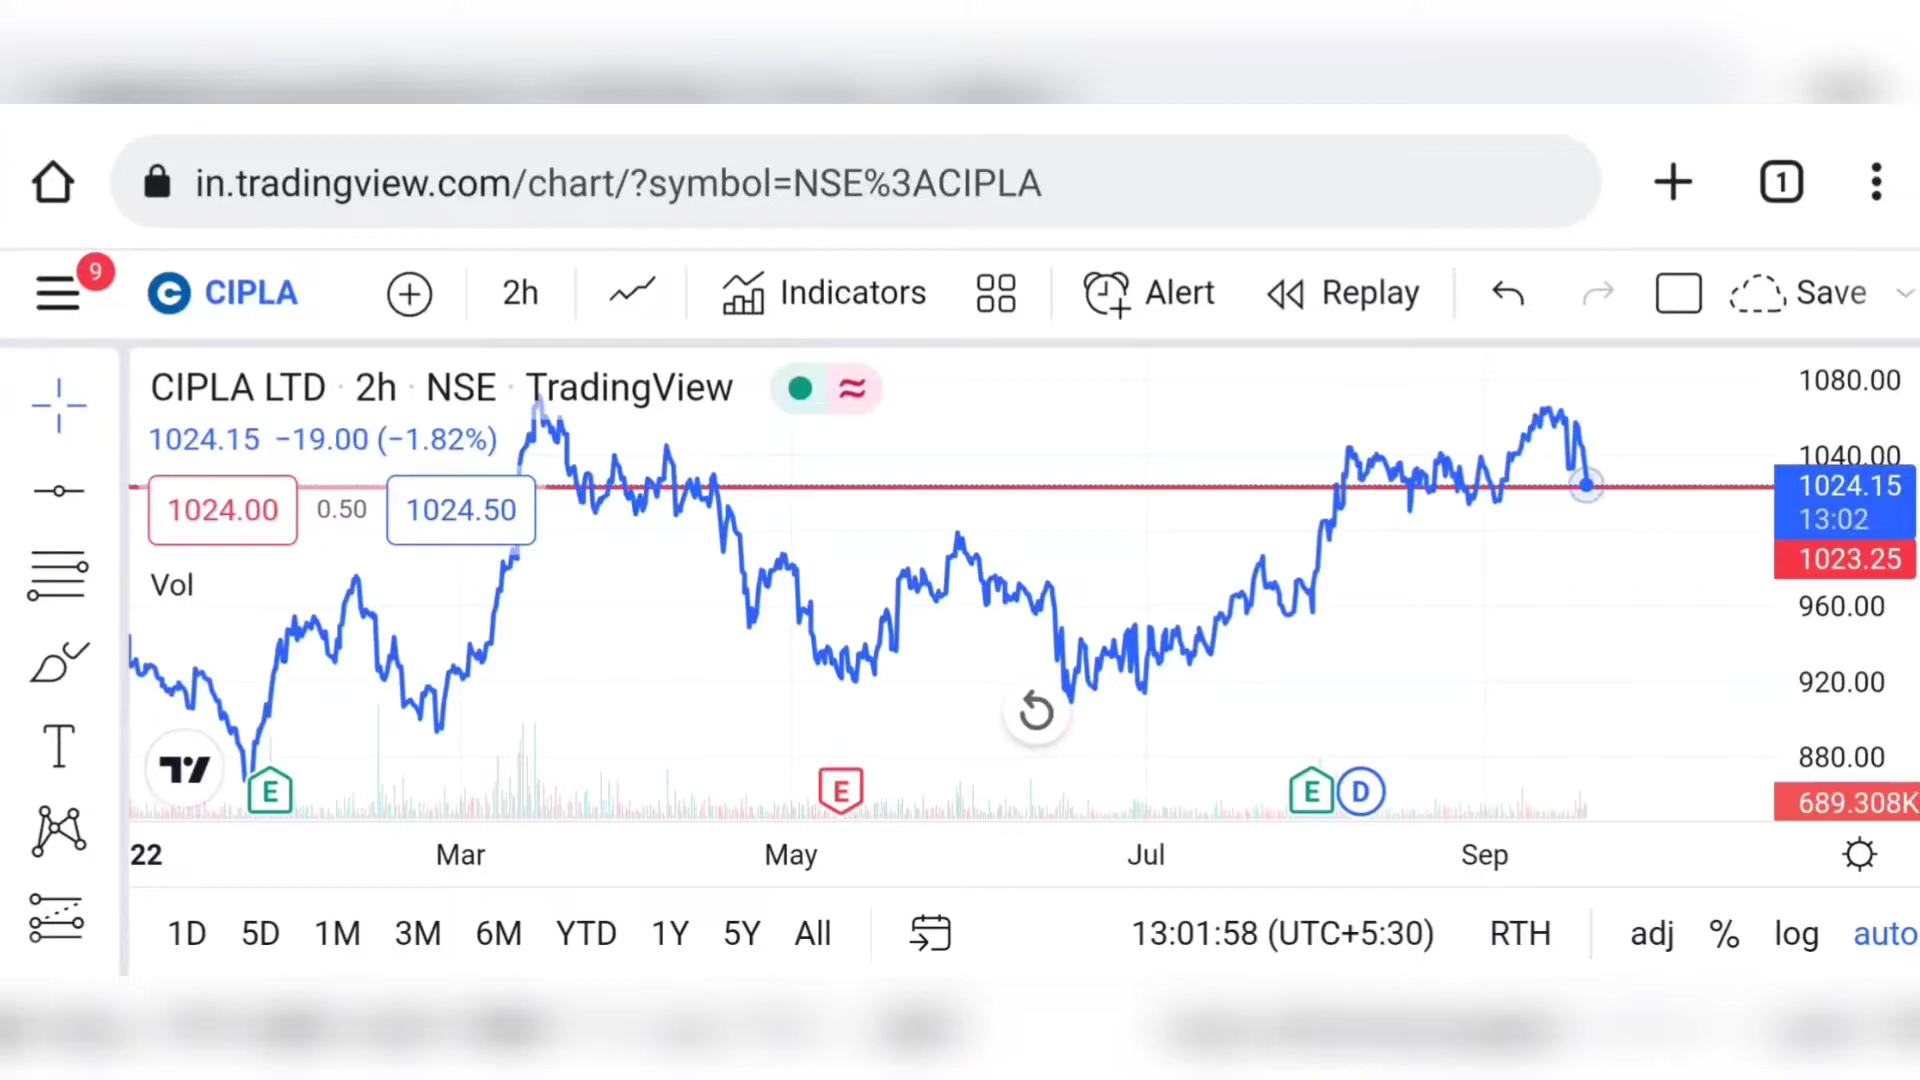 in.tradingview.com/chart/?symbol=NSE%3ACIPLA
1
9
CIPLA
2h
Indicators
Alert
Replay
Save
CIPLA LTD · 2h · NSE · TradingView
1024.15 −19.00 (−1.82%)
1024.00
0.50
1024.50
Vol
1080.00
1040.00
1024.15
13:02
1023.25
960.00
920.00
880.00
689.308K
E
E
E
D
22
Mar
May
Jul
Sep
1D 5D 1M 3M 6M YTD 1Y 5Y All
13:01:58 (UTC+5:30)
RTH
adj
%
log
auto
T